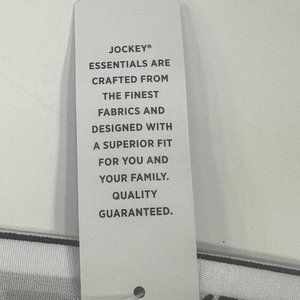 JOCKEY®
ESSENTIALS ARE
CRAFTED FROM
THE FINEST
FABRICS AND
DESIGNED WITH
A SUPERIOR FIT
FOR YOU AND
YOUR FAMILY.
QUALITY
GUARANTEED.